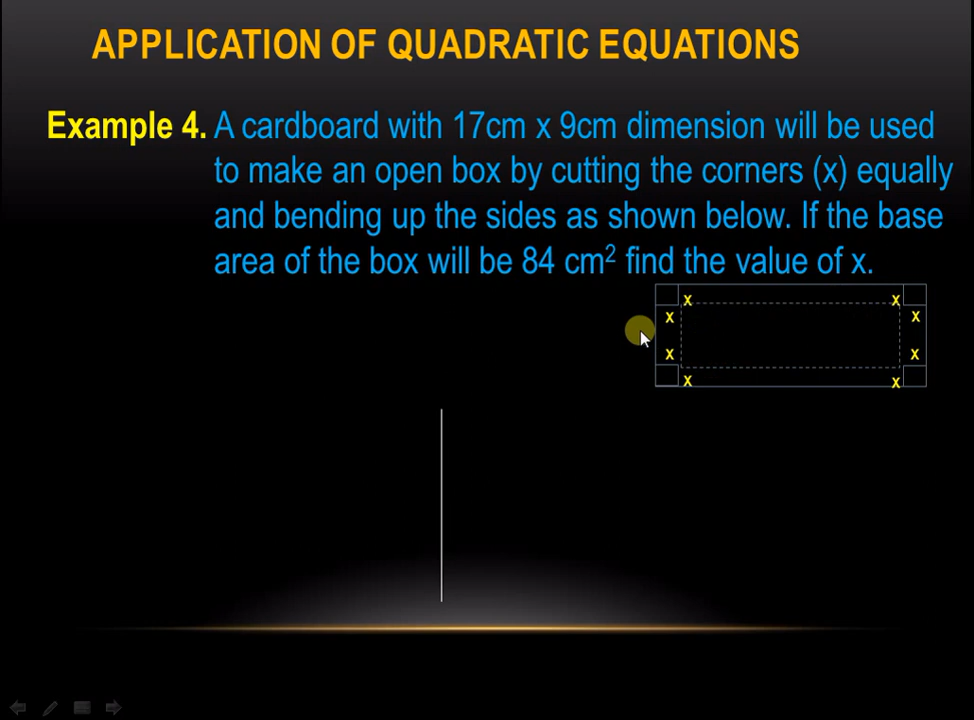 APPLICATION OF QUADRATIC EQUATIONS
Example 4. A cardboard with 17cm x 9cm dimension will be used
to make an open box by cutting the corners (x) equally
and bending up the sides as shown below. If the base
area of the box will be 84 cm² find the value of x.
x x
x x
x x
x x